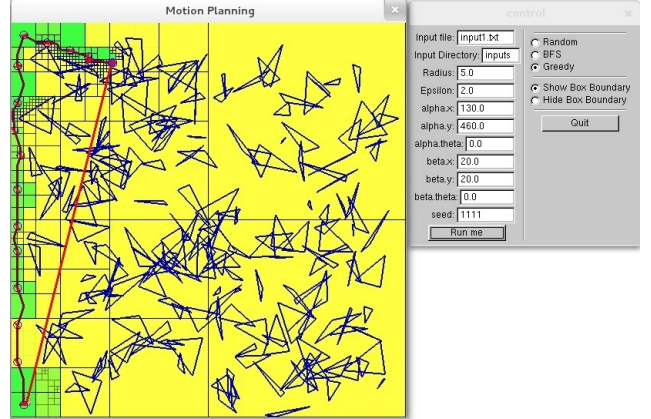 Motion Planning
control
Input file: input1.txt
Input Directory: inputs
Radius: 5.0
Epsilon: 2.0
alpha.x: 130.0
alpha.y: 460.0
alpha.theta: 0.0
beta.x: 20.0
beta.y: 20.0
beta.theta: 0.0
seed: 1111
Run me
Random
BFS
Greedy
Show Box Boundary
Hide Box Boundary
Quit